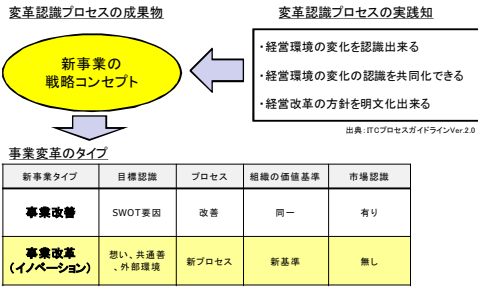 変革認識プロセスの成果物
変革認識プロセスの実践知
新事業の
戦略コンセプト
・経営環境の変化を認識出来る
・経営環境の変化の認識を共同化できる
・経営改革の方針を明文化出来る
出典：ITCプロセスガイドラインVer.2.0
事業変革のタイプ
新事業タイプ 目標認識 プロセス 組織の価値基準 市場認識
事業改善 SWOT要因 改善 同一 有り
事業改革
（イノベーション）
想い、共通善
、外部環境
新プロセス 新基準 無し